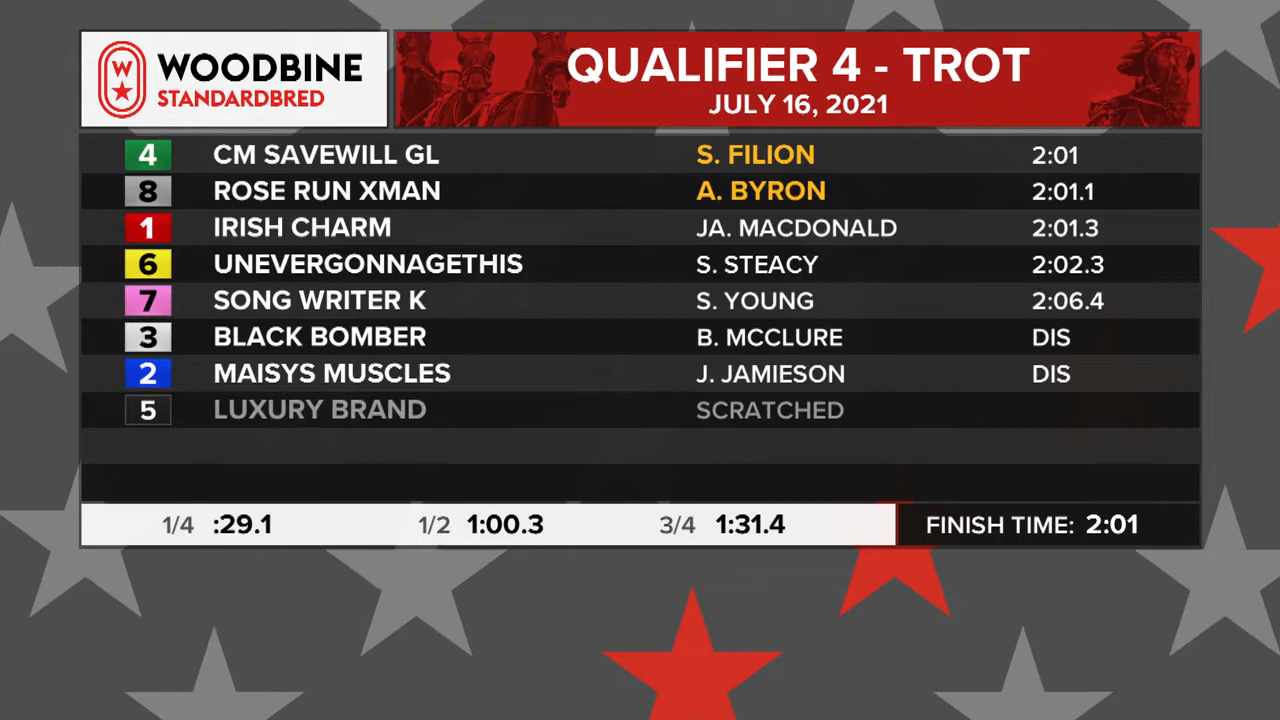 W
WOODBINE
STANDARDBRED
QUALIFIER 4 - TROT
JULY 16, 2021
4 CM SAVEWILL GL S. FILION 2:01
8 ROSE RUN XMAN A. BYRON 2:01.1
1 IRISH CHARM JA. MACDONALD 2:01.3
6 UNEVERGONNAGETHIS S. STEACY 2:02.3
7 SONG WRITER K S. YOUNG 2:06.4
3 BLACK BOMBER B. MCCLURE DIS
2 MAISYS MUSCLES J. JAMIESON DIS
5 LUXURY BRAND SCRATCHED
1/4 :29.1 1/2 1:00.3 3/4 1:31.4 FINISH TIME: 2:01